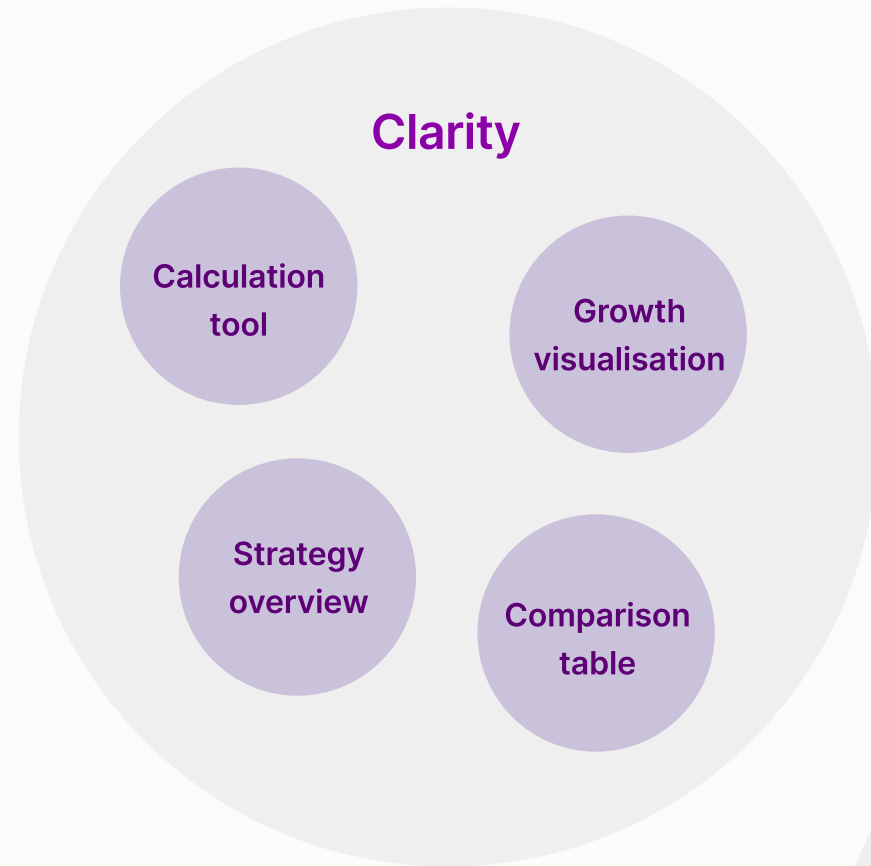 Clarity
Calculation
tool
Growth
visualisation
Strategy
overview
Comparison
table